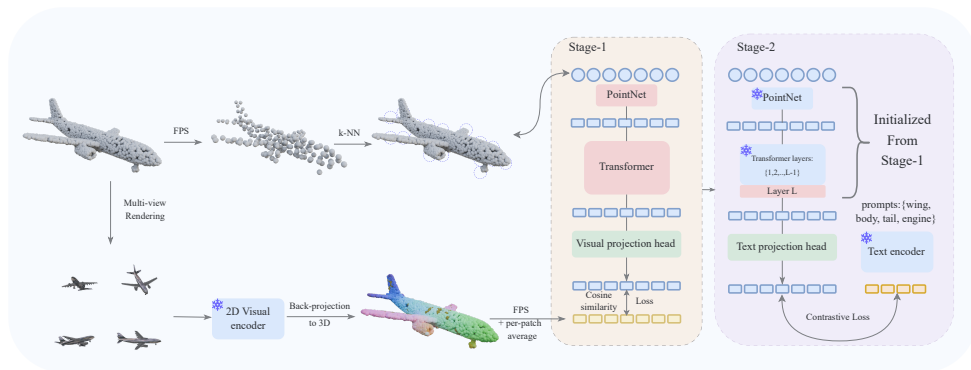 Stage-1
Stage-2
PointNet
PointNet
FPS
k-NN
Initialized
From
Stage-1
Transformer
Transformer layers:
{1,2,..,L-1}
Layer L
Multi-view
Rendering
prompts:{wing,
body, tail, engine}
Visual projection head
Text projection head
Text encoder
2D Visual
encoder
Back-projection
to 3D
FPS
+ per-patch
average
Cosine
similarity
Loss
Contrastive Loss